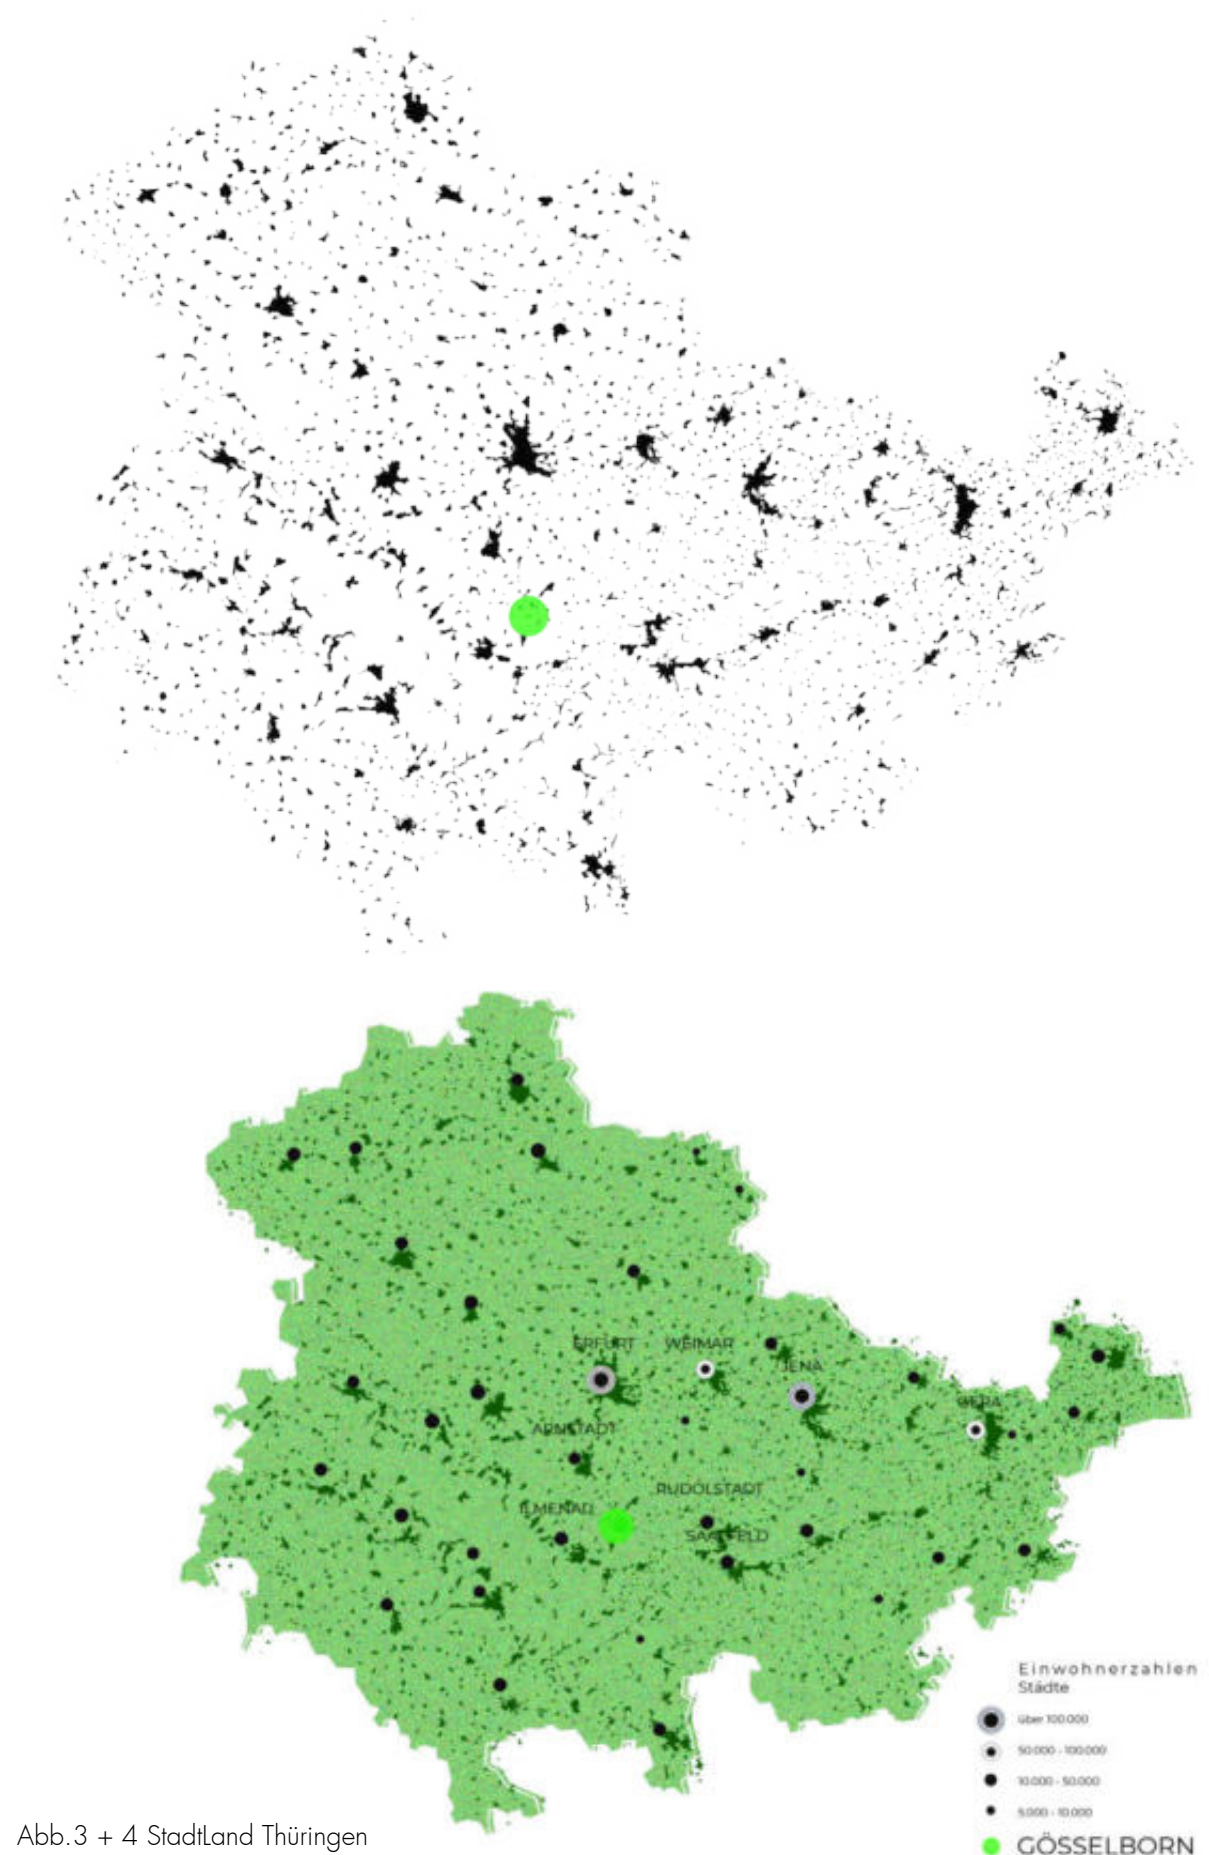 ERFURT
WEIMAR
JENA
GERA
ARNSTADT
RUDOLSTADT
ILMENAU
SAALFELD
Einwohnerzahlen
Städte
über 100.000
50.000 - 100.000
10.000 - 50.000
5.000 - 10.000
GÖSSELBORN
Abb.3 + 4 StadtLand Thüringen